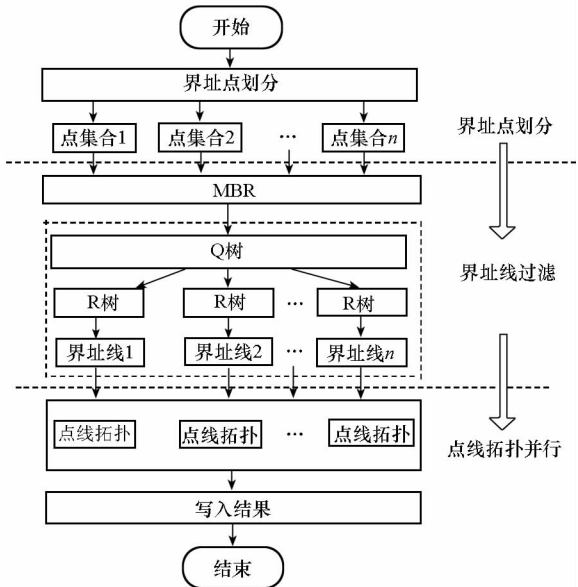 开始
界址点划分
点集合1 点集合2 … 点集合n
界址点划分
MBR
Q树
界址线过滤
R树 R树 … R树
界址线1 界址线2 … 界址线n
点线拓扑 点线拓扑 … 点线拓扑
点线拓扑并行
写入结果
结束